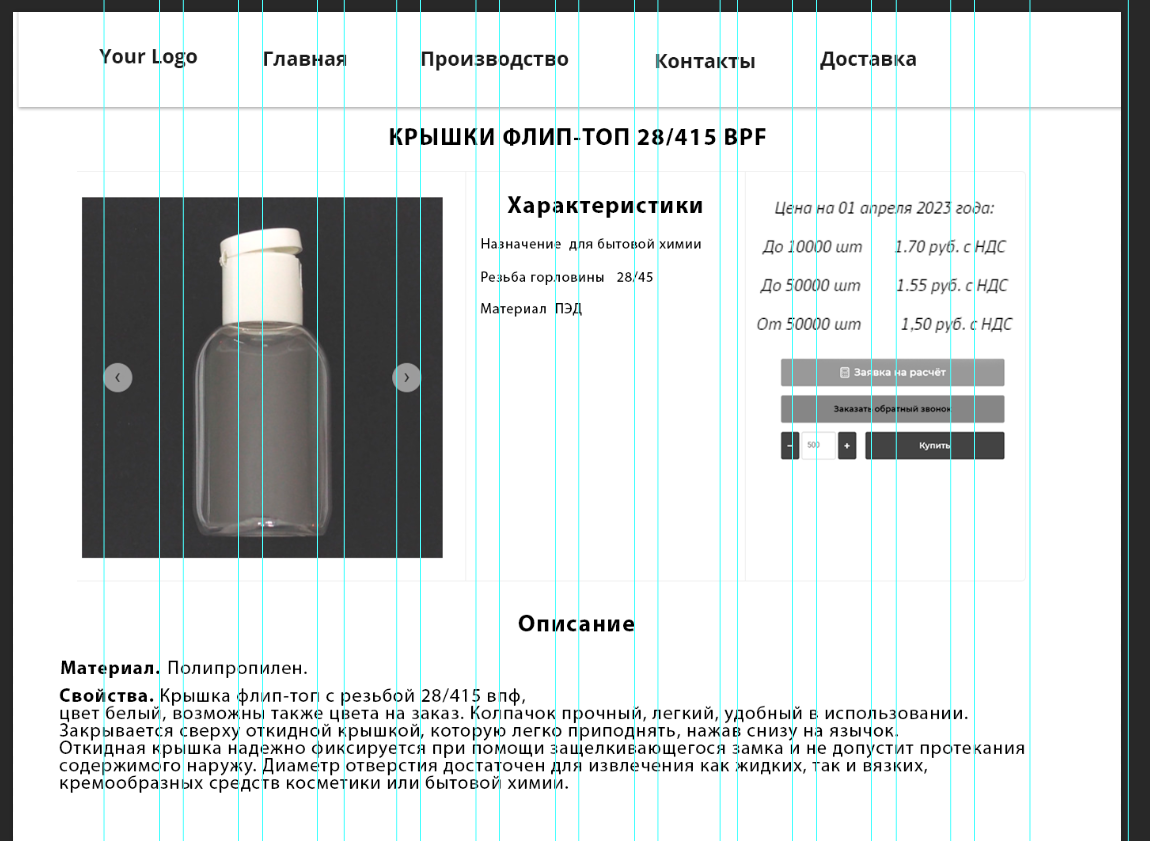 Your Logo Главная Производство Контакты Доставка
КРЫШКИ ФЛИП-ТОП 28/415 BPF
Характеристики
Назначение для бытовой химии
Резьба горловины 28/45
Материал ПЭД
Цена на 01 апреля 2023 года:
До 10000 шт 1.70 руб. с НДС
До 50000 шт 1.55 руб. с НДС
От 50000 шт 1,50 руб. с НДС
Заявка на расчёт
Заказать обратный звонок
− 500 + Купить
Описание
Материал. Полипропилен.
Свойства. Крышка флип-топ с резьбой 28/415 впф,
цвет белый, возможны также цвета на заказ. Колпачок прочный, легкий, удобный в использовании.
Закрывается сверху откидной крышкой, которую легко приподнять, нажав снизу на язычок.
Откидная крышка надежно фиксируется при помощи защелкивающегося замка и не допустит протекания
содержимого наружу. Диаметр отверстия достаточен для извлечения как жидких, так и вязких,
кремообразных средств косметики или бытовой химии.